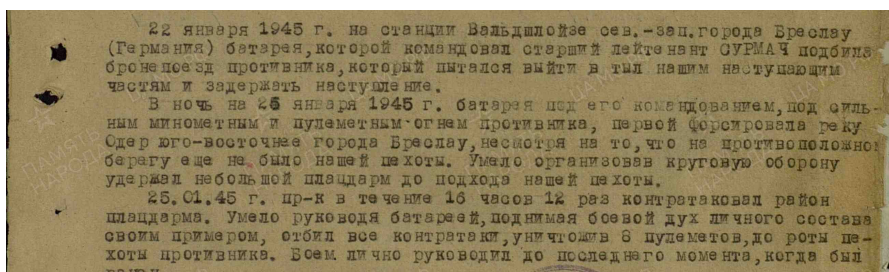 22 января 1945 г. на станции Вальдшлойзе сев.-зап.города Бреслау
(Германия) батарея,которой командовал старший лейтенант СУРМАЧ подбила
бронепоезд противника,который пытался выйти в тыл нашим наступающим
частям и задержать наступление.
В ночь на 25 января 1945 г. батарея под его командованием,под силь-
ным минометным и пулеметным огнем противника, первой форсировала реку
Одер юго-восточнее города Бреслау,несмотря на то,что на противоположно
берегу еще не было нашей пехоты. Умело организовав круговую оборону
удержал небольшой плацдарм до подхода нашей пехоты.
25.01.45 г. пр-к в течение 16 часов 12 раз контратаковал район
плацдарма. Умело руководя батареей,поднимая боевой дух личного состава
своим примером, отбил все контратаки,уничтожив 8 пулеметов,до роты пе-
хоты противника. Боем лично руководил до последнего момента,когда был